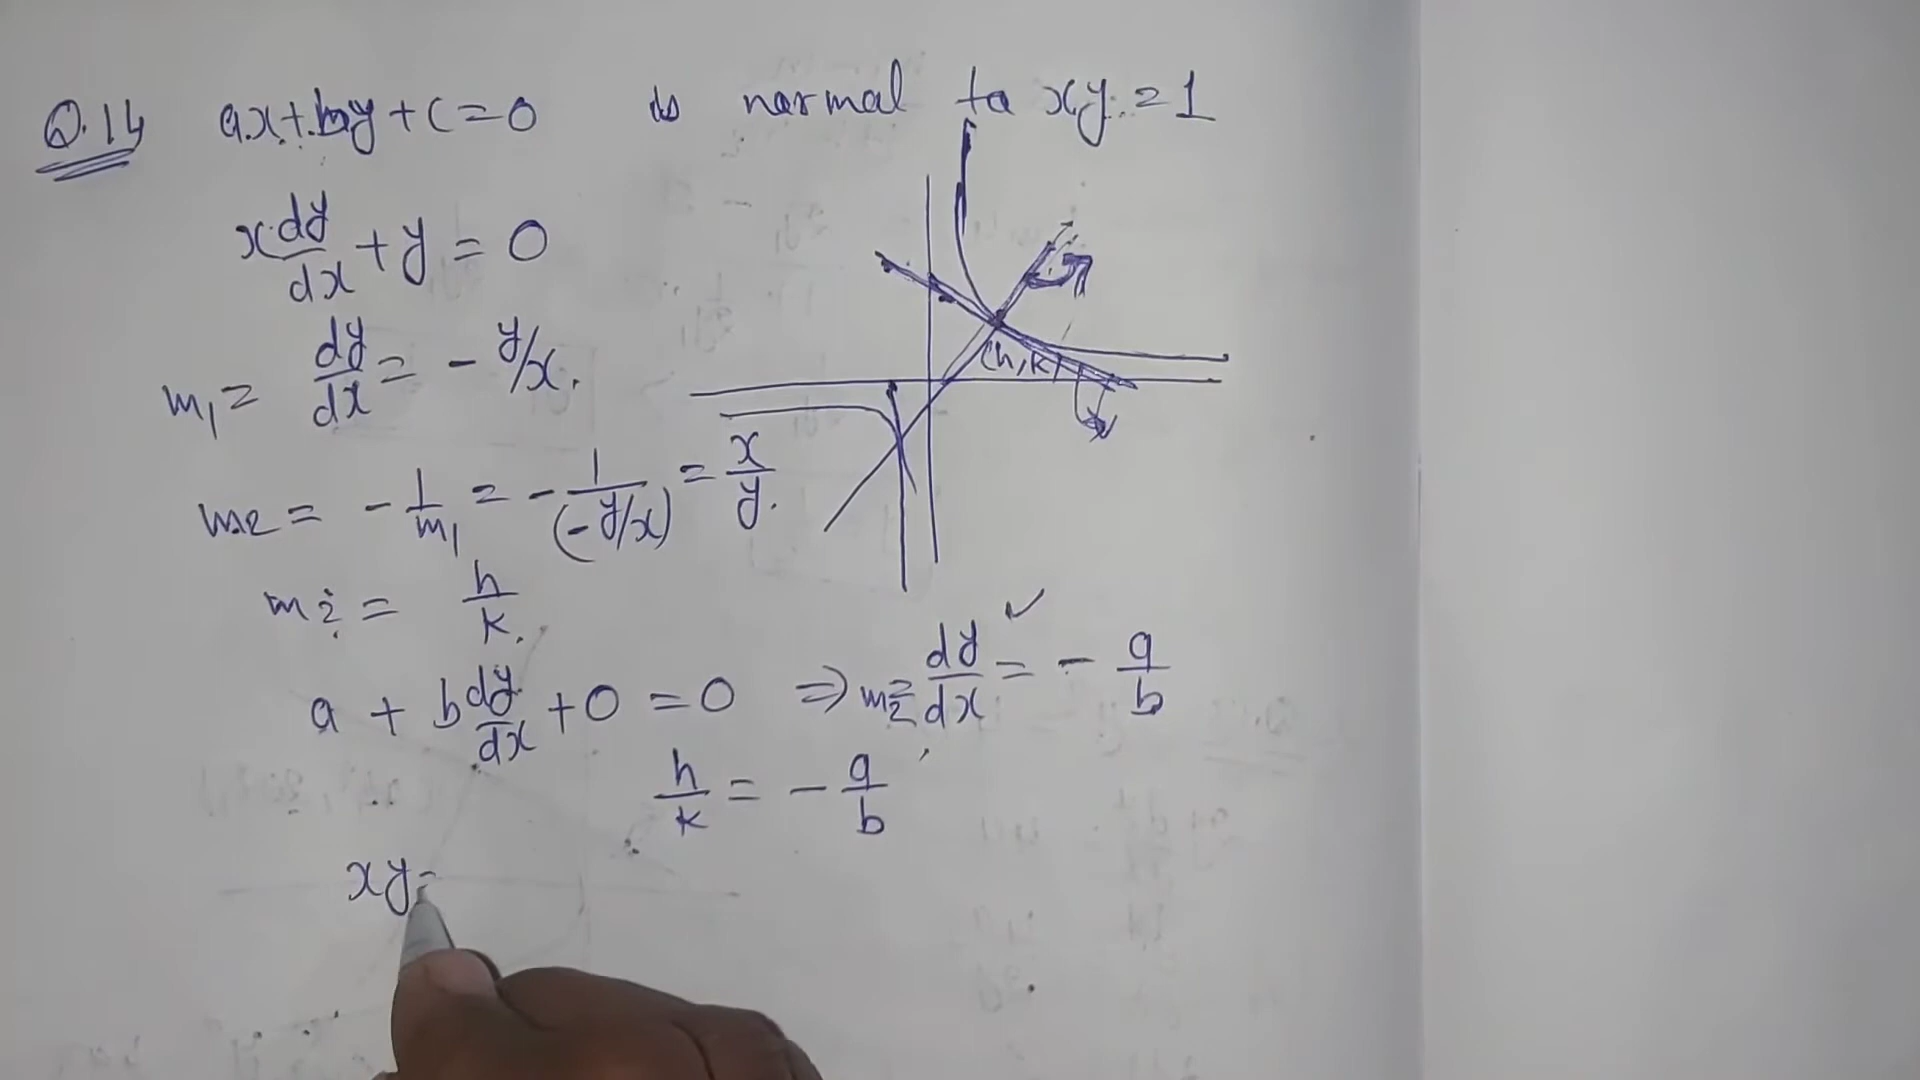 Q.14 ax+by+c=0 is normal to xy=1
x dy/dx + y = 0
m₁ = dy/dx = - y/x.
(h,k)
m₂ = - 1/m₁ = - 1/(-y/x) = x/y.
m₂ = h/k.
a + b dy/dx + 0 = 0 ⇒ m₂= dy/dx = - a/b ✓
h/k = - a/b
xy=